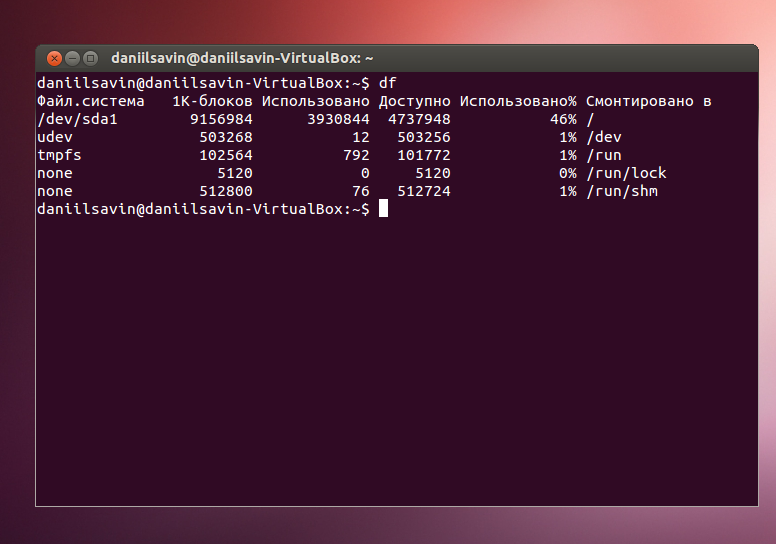 daniilsavin@daniilsavin-VirtualBox: ~
daniilsavin@daniilsavin-VirtualBox:~$ df
Файл.система   1K-блоков Использовано Доступно Использовано% Смонтировано в
/dev/sda1        9156984      3930844  4737948           46% /
udev              503268           12   503256            1% /dev
tmpfs             102564          792   101772            1% /run
none                5120            0     5120            0% /run/lock
none              512800           76   512724            1% /run/shm
daniilsavin@daniilsavin-VirtualBox:~$